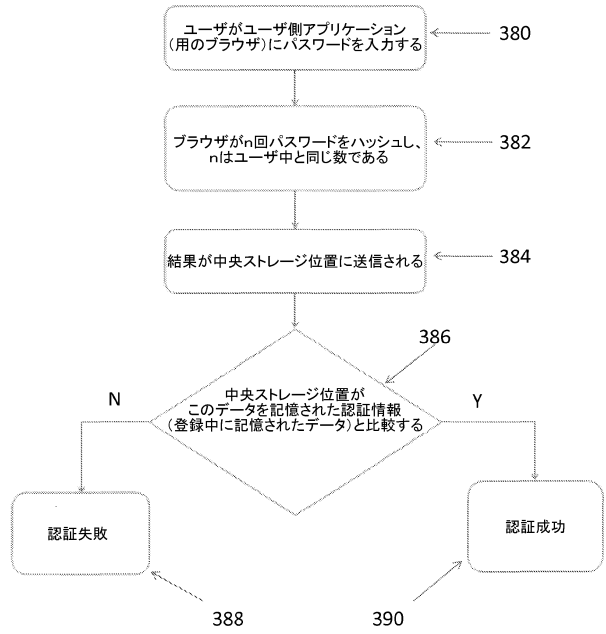 ユーザがユーザ側アプリケーション
(用のブラウザ)にパスワードを入力する
380
ブラウザがn回パスワードをハッシュし、
nはユーザ中と同じ数である
382
結果が中央ストレージ位置に送信される
384
386
中央ストレージ位置が
このデータを記憶された認証情報
(登録中に記憶されたデータ)と比較する
N
Y
認証失敗
認証成功
388
390